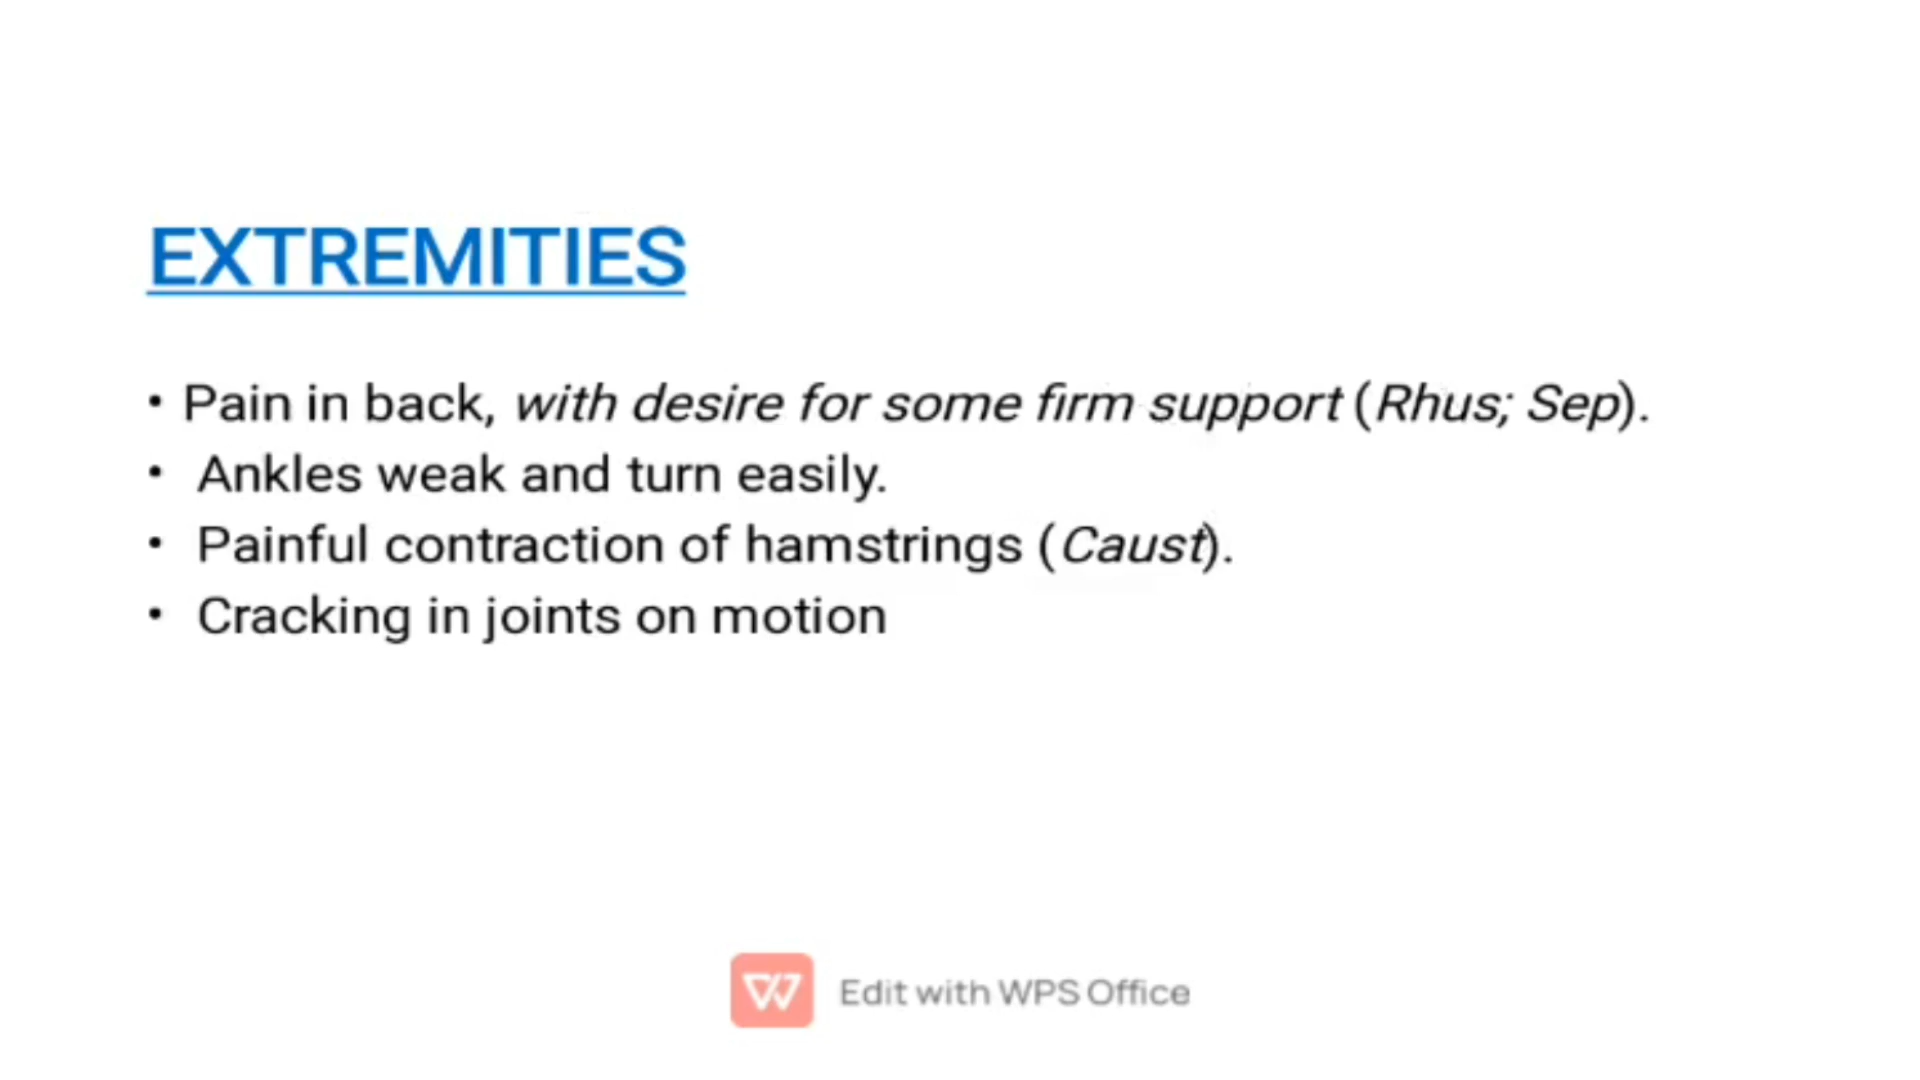 EXTREMITIES
• Pain in back, with desire for some firm support (Rhus; Sep).
• Ankles weak and turn easily.
• Painful contraction of hamstrings (Caust).
• Cracking in joints on motion
Edit with WPS Office